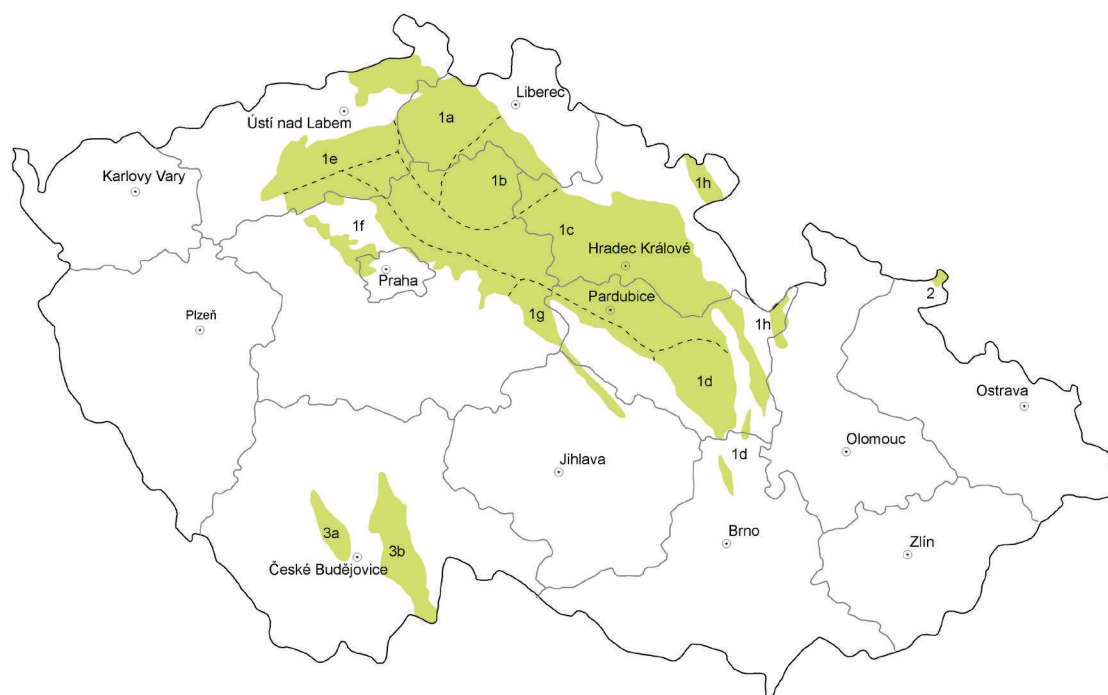 Liberec
1a
Ústí nad Labem
1e
Karlovy Vary
1b
1h
1c
1f
Hradec Králové
Praha
2
Pardubice
Plzeň
1g
1h
1d
Ostrava
Olomouc
1d
Jihlava
3a
Brno
3b
Zlín
České Budějovice